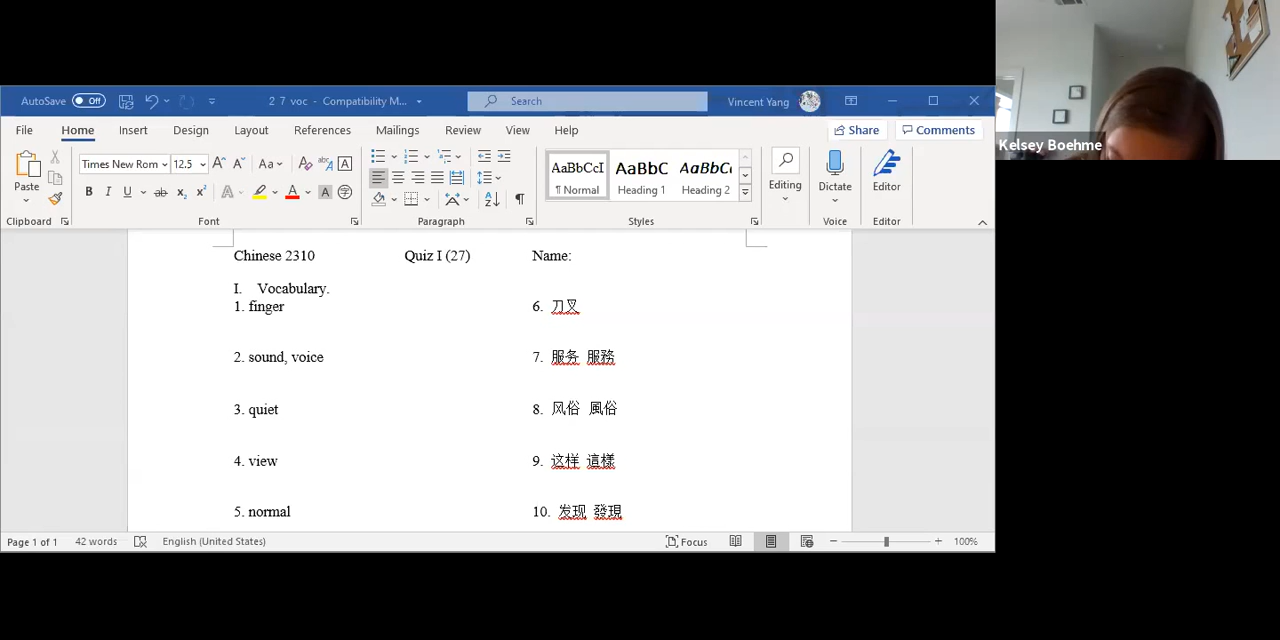 AutoSave Off 2 7 voc - Compatibility M... Search Vincent Yang
File Home Insert Design Layout References Mailings Review View Help Share Comments
Times New Rom 12.5 Aa
Paste
B I U ab x₂ x² A A A
AaBbCcI AaBbC AaBbCc
¶ Normal Heading 1 Heading 2
Editing Dictate Editor
Clipboard Font Paragraph Styles Voice Editor
Kelsey Boehme
Chinese 2310 Quiz I (27) Name:
I. Vocabulary.
1. finger 6. 刀叉
2. sound, voice 7. 服务 服務
3. quiet 8. 风俗 風俗
4. view 9. 这样 這樣
5. normal 10. 发现 發現
Page 1 of 1 42 words English (United States) Focus 100%